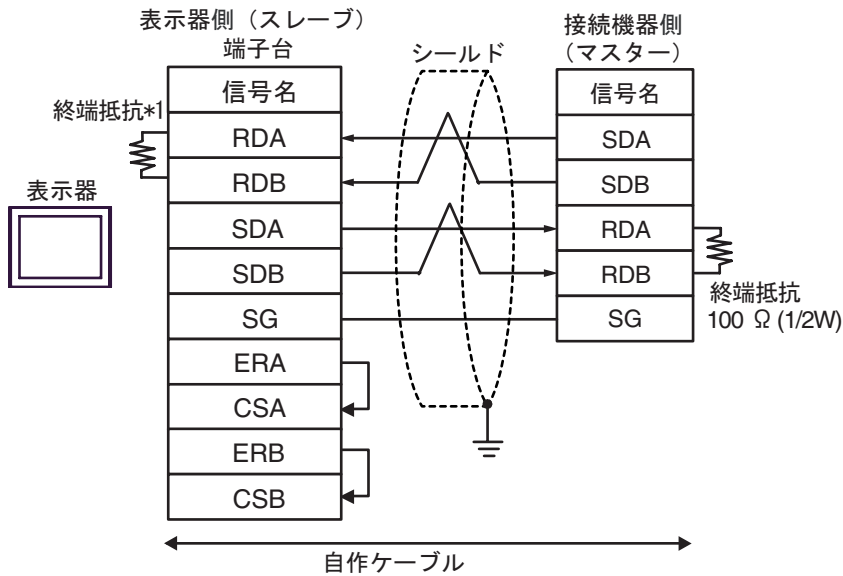 表示器側（スレーブ）
端子台
シールド
接続機器側
（マスター）
終端抵抗*1
信号名
RDA
RDB
SDA
SDB
SG
ERA
CSA
ERB
CSB
表示器
信号名
SDA
SDB
RDA
RDB
SG
終端抵抗
100 Ω (1/2W)
自作ケーブル